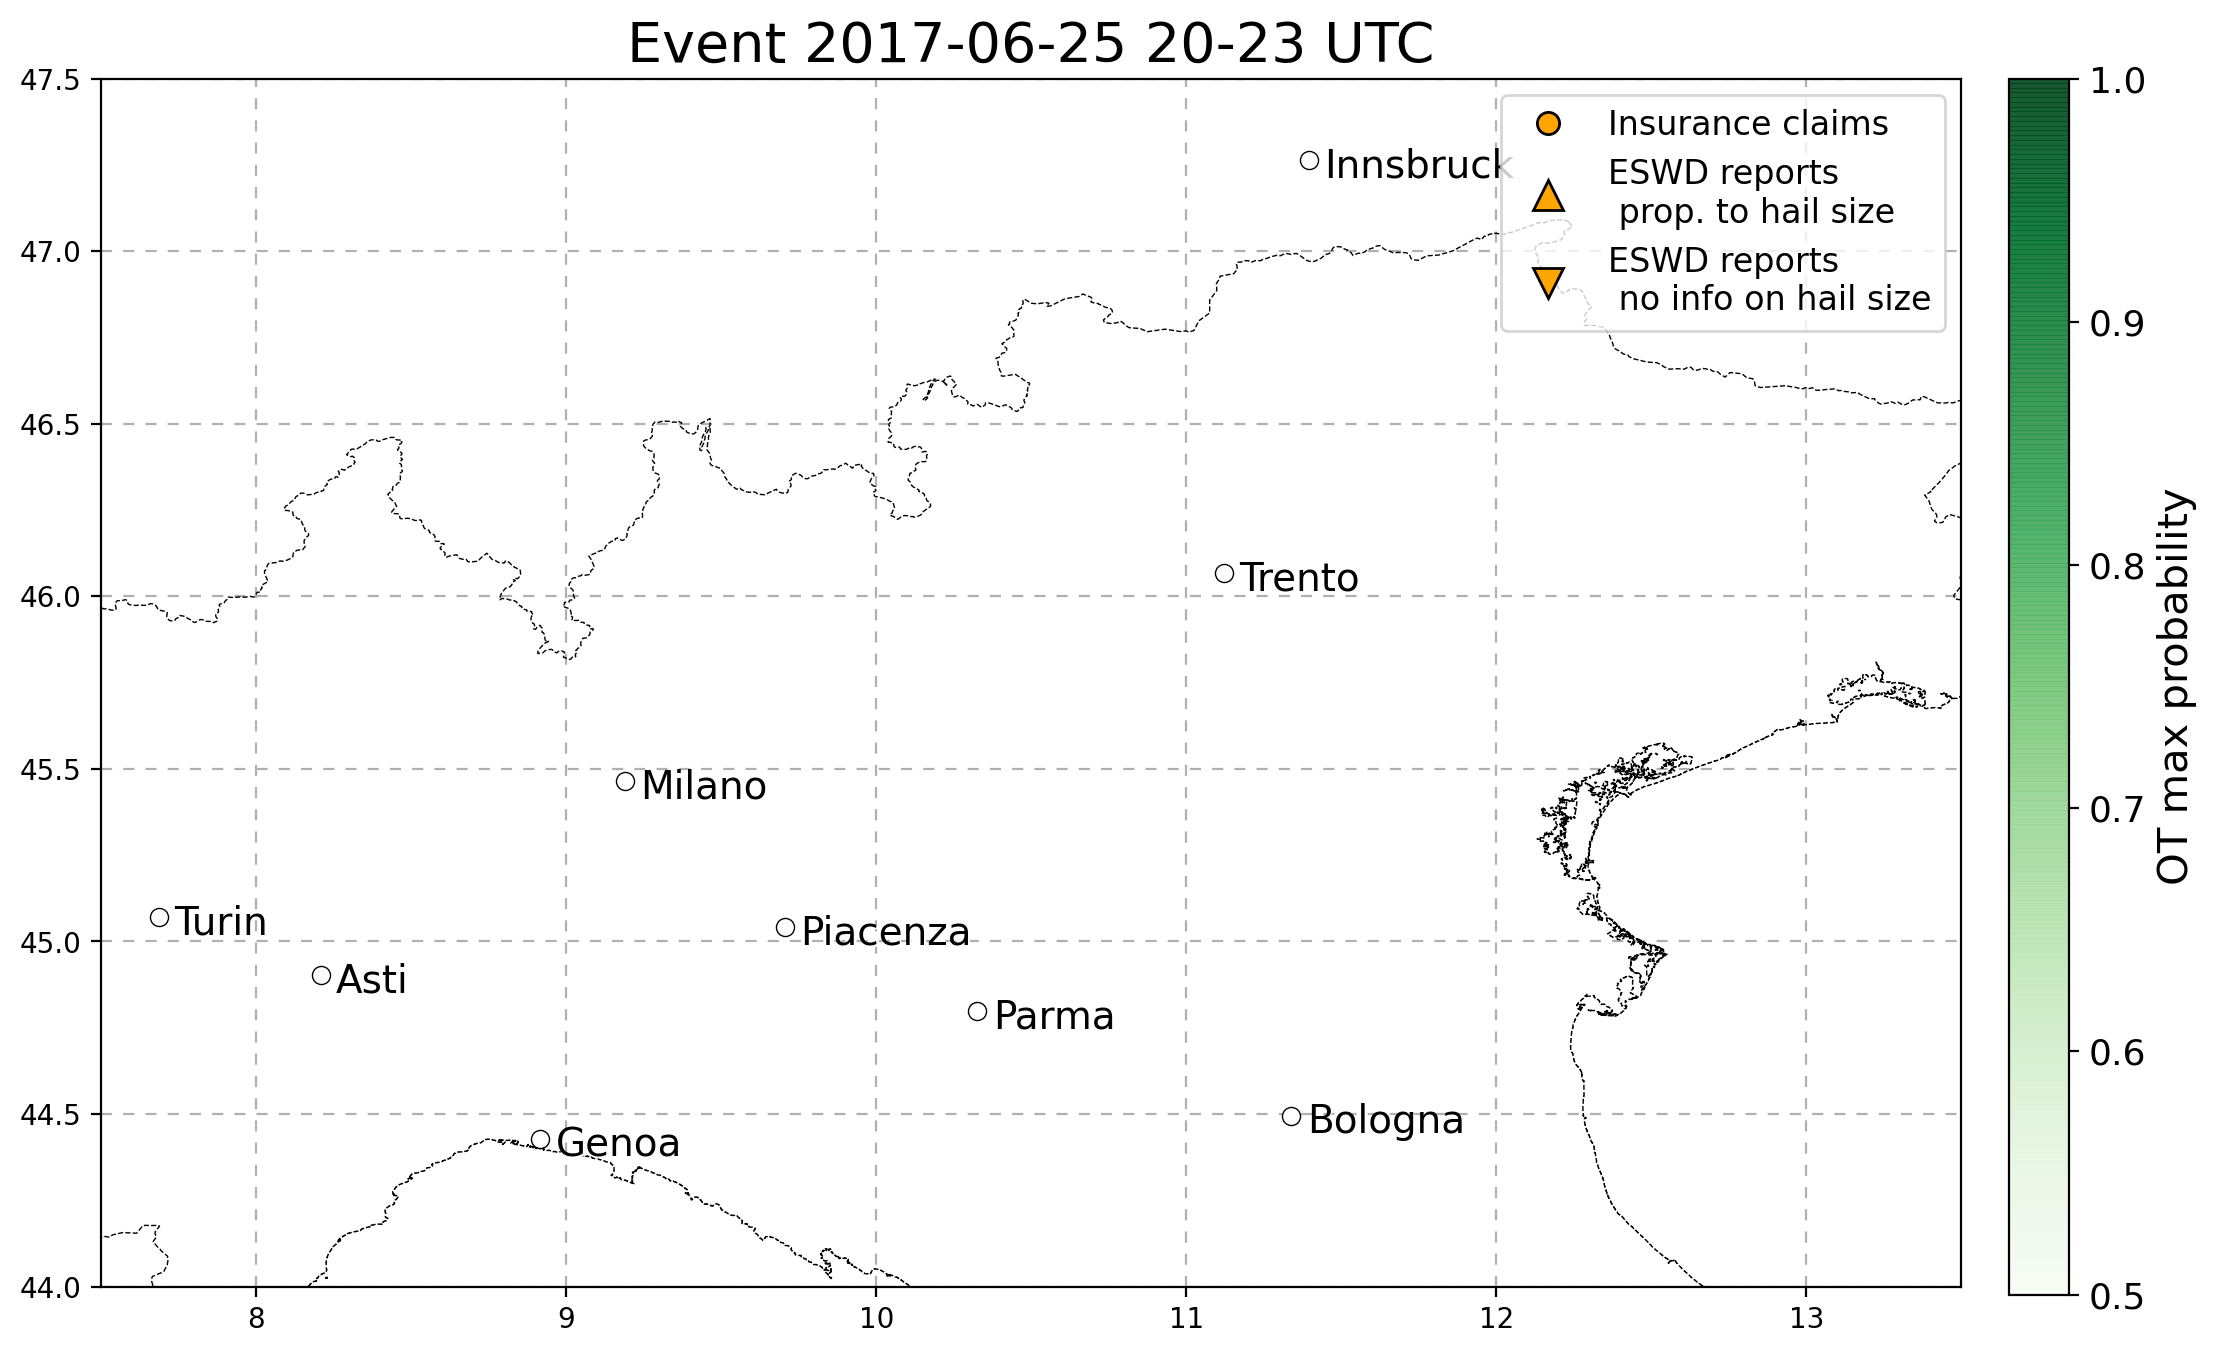 Event 2017-06-25 20-23 UTC
47.5
47.0
46.5
46.0
45.5
45.0
44.5
44.0
8
9
10
11
12
13
Insurance claims
ESWD reports
prop. to hail size
ESWD reports
no info on hail size
Innsbruck
Trento
Milano
Turin
Piacenza
Asti
Parma
Bologna
Genoa
1.0
0.9
0.8
0.7
0.6
0.5
OT max probability